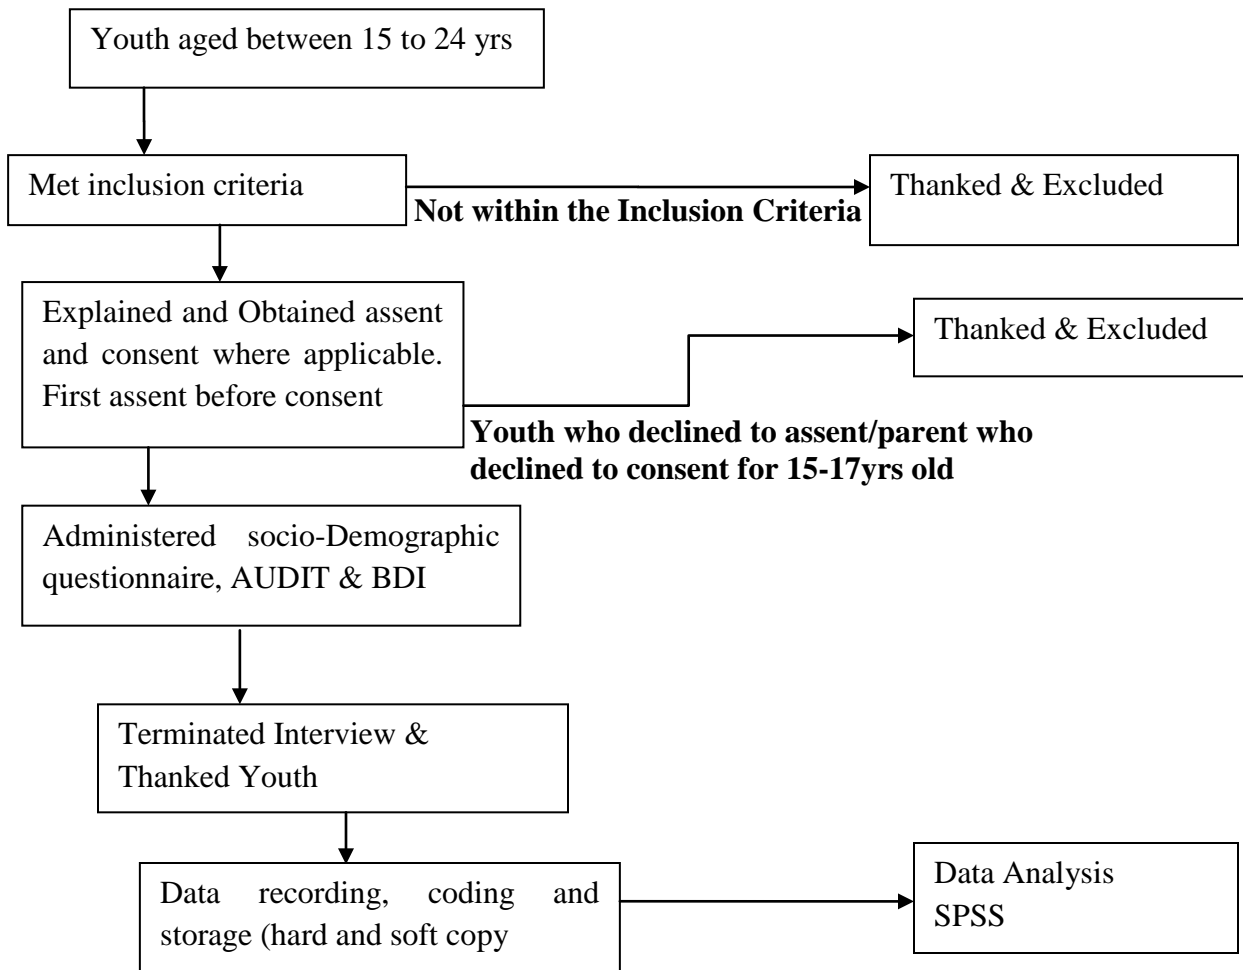 Youth aged between 15 to 24 yrs
Met inclusion criteria
Not within the Inclusion Criteria
Thanked & Excluded
Explained and Obtained assent
and consent where applicable.
First assent before consent
Thanked & Excluded
Youth who declined to assent/parent who
declined to consent for 15-17yrs old
Administered socio-Demographic
questionnaire, AUDIT & BDI
Terminated Interview &
Thanked Youth
Data recording, coding and
storage (hard and soft copy
Data Analysis
SPSS